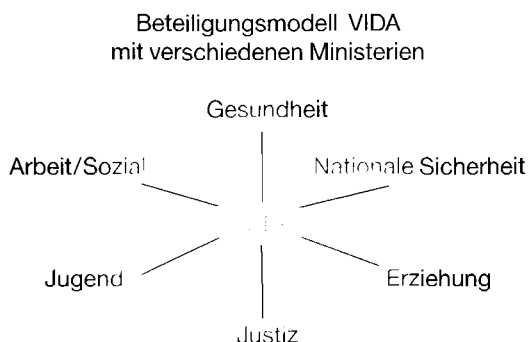 Beteiligungsmodell VIDA
mit verschiedenen Ministerien
Gesundheit
Arbeit/Sozial
Nationale Sicherheit
Jugend
Erziehung
Justiz